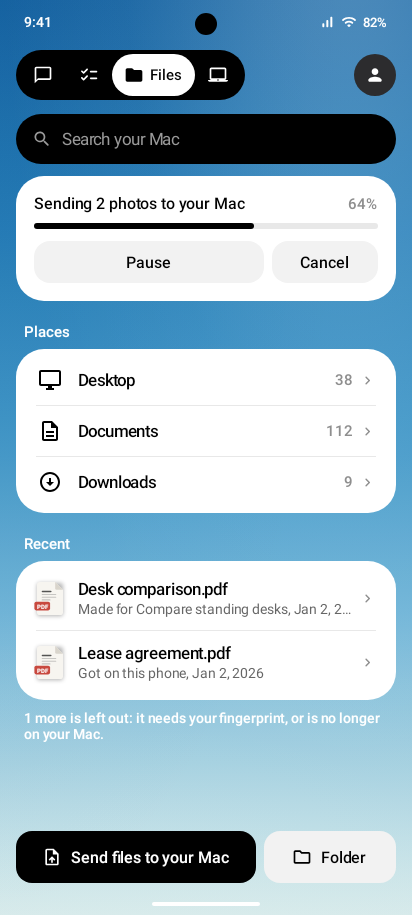 9:41
82%
Files
Search your Mac
Sending 2 photos to your Mac
64%
Pause
Cancel
Places
Desktop
38
Documents
112
Downloads
9
Recent
PDF
Desk comparison.pdf
Made for Compare standing desks, Jan 2, 2…
PDF
Lease agreement.pdf
Got on this phone, Jan 2, 2026
1 more is left out: it needs your fingerprint, or is no longer
on your Mac.
Send files to your Mac
Folder